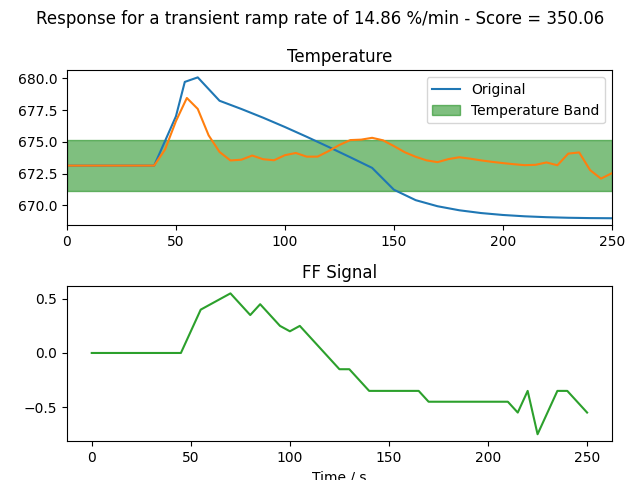 Response for a transient ramp rate of 14.86 %/min - Score = 350.06
Temperature
680.0
677.5
675.0
672.5
670.0
Original
Temperature Band
0 50 100 150 200 250
FF Signal
0.5
0.0
−0.5
0 50 100 150 200 250
Time / s